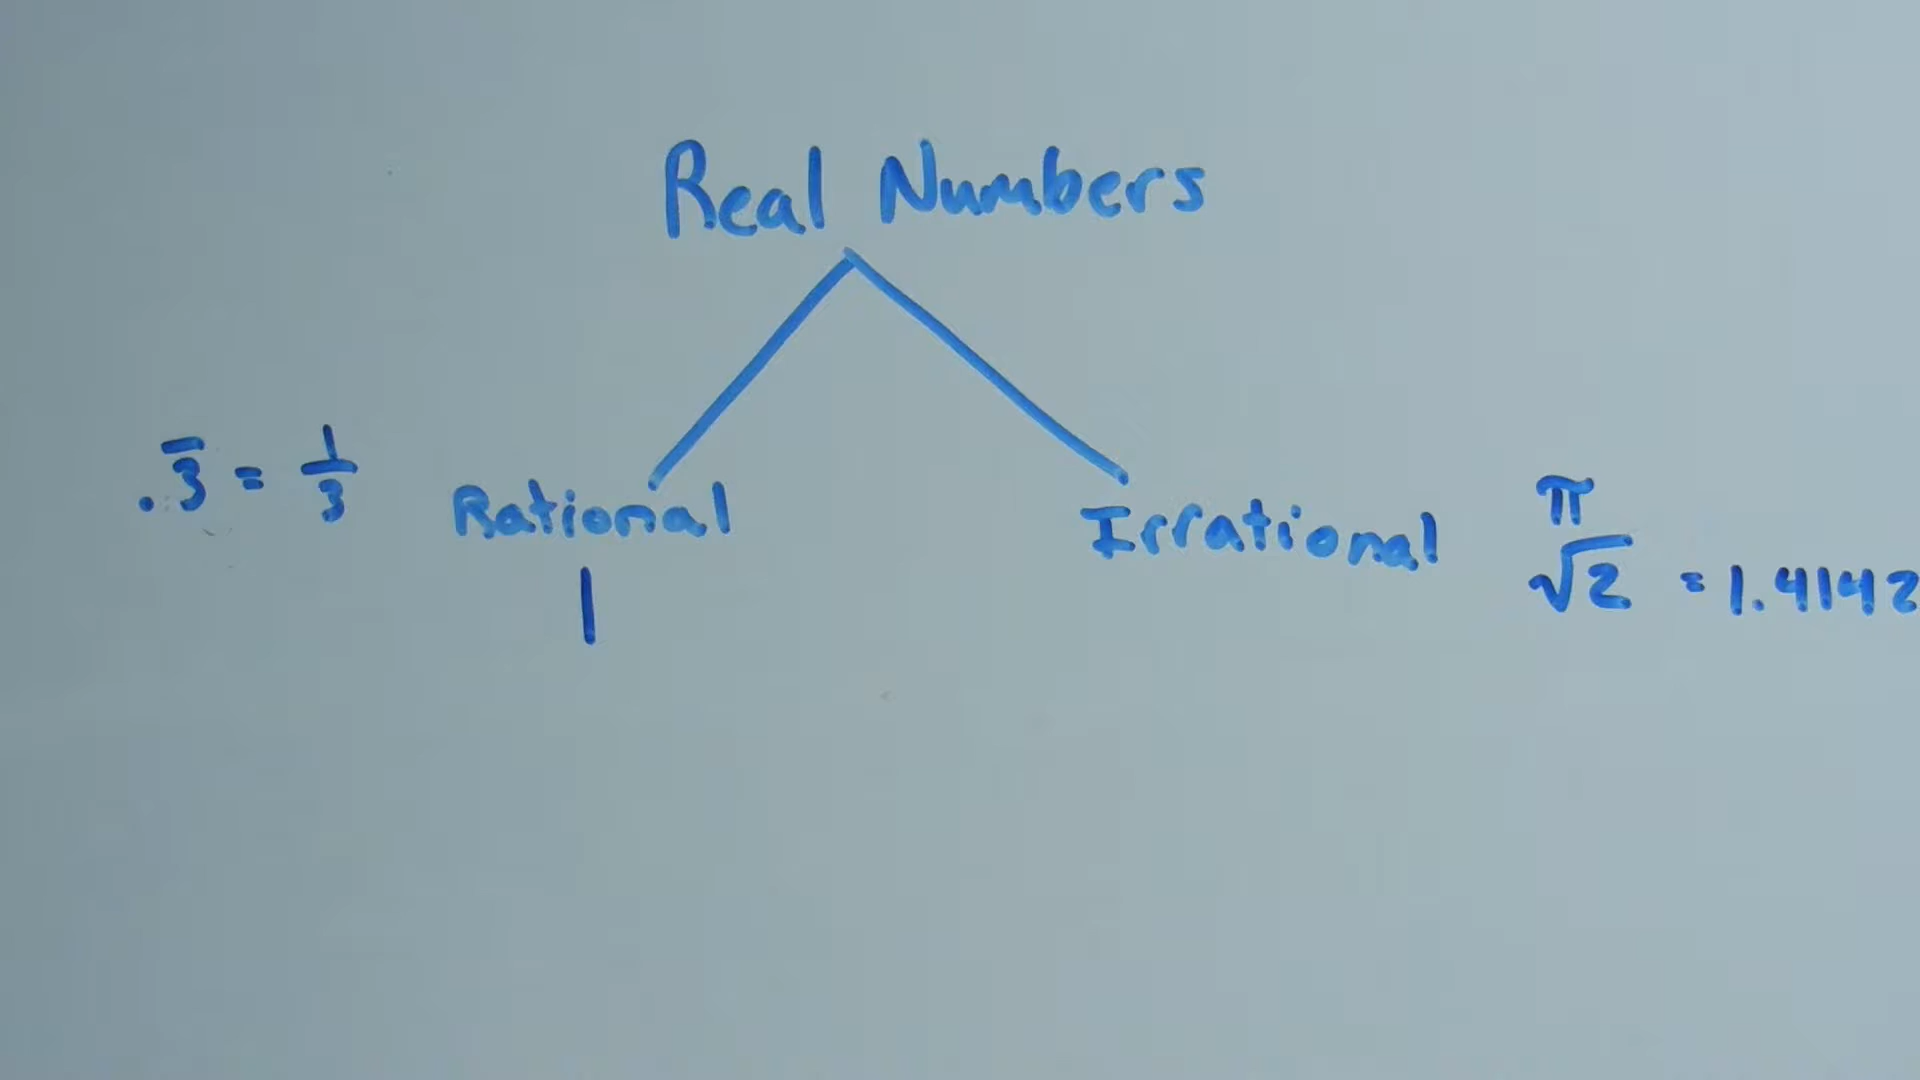 Real Numbers
.3̅ = 1/3
Rational
Irrational
π
√2 = 1.4142